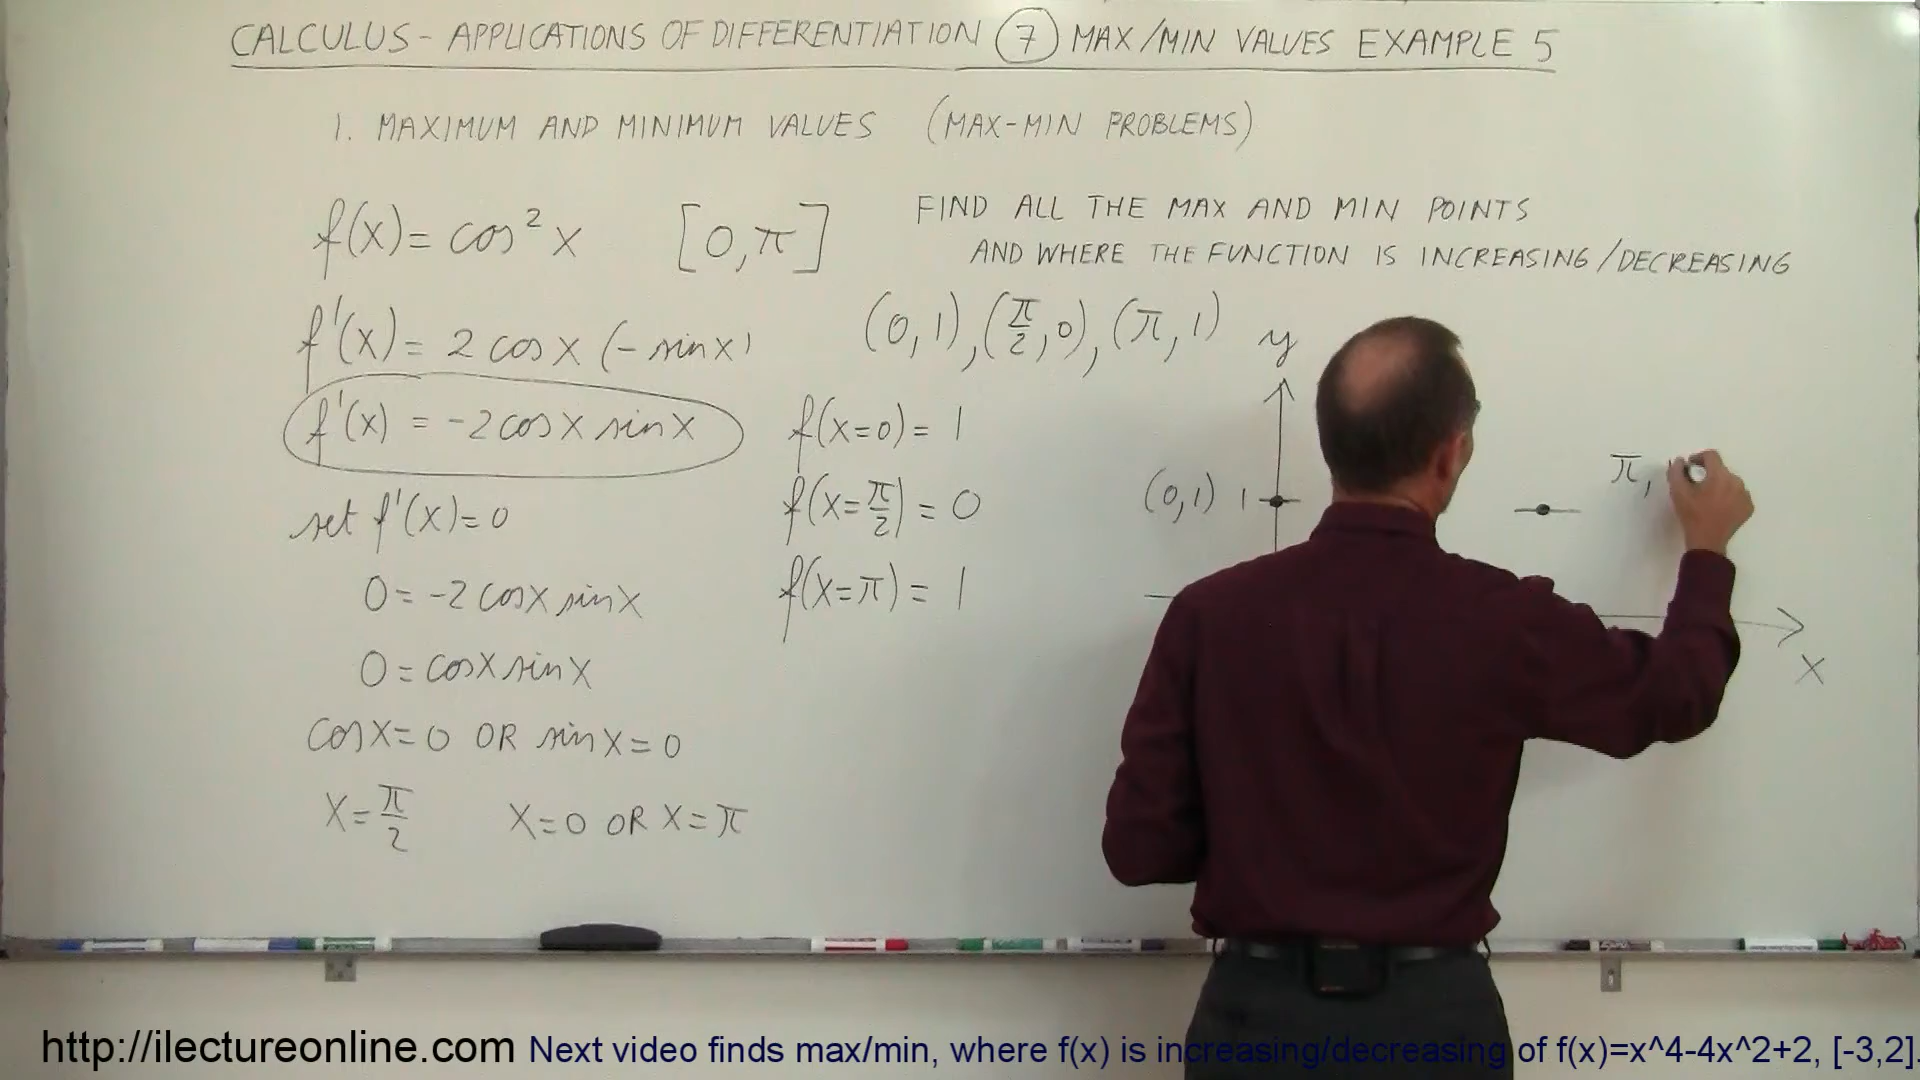 CALCULUS - APPLICATIONS OF DIFFERENTIATION ⑦ MAX/MIN VALUES EXAMPLE 5
1. MAXIMUM AND MINIMUM VALUES (MAX-MIN PROBLEMS)
f(x) = cos² x [0, π]
FIND ALL THE MAX AND MIN POINTS
AND WHERE THE FUNCTION IS INCREASING/DECREASING
f'(x) = 2 cos x (- sin x)
f'(x) = -2 cos x sin x
set f'(x) = 0
0 = -2 cos x sin x
0 = cos x sin x
cos x = 0 OR sin x = 0
x = π/2 x = 0 OR x = π
(0, 1), (π/2, 0), (π, 1)
f(x=0) = 1
f(x=π/2) = 0
f(x=π) = 1
y
(0,1) 1
π,
x
http://ilectureonline.com Next video finds max/min, where f(x) is increasing/decreasing of f(x)=x^4-4x^2+2, [-3,2].